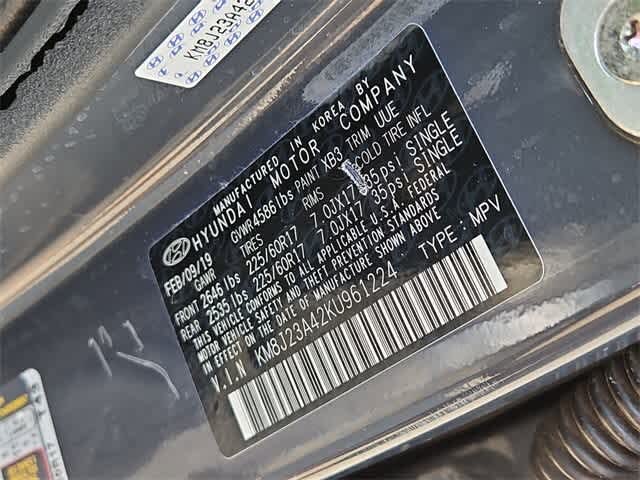 KM8J23A42
MANUFACTURED IN KOREA BY
HYUNDAI MOTOR COMPANY
FEB/09/19 GVWR4586lbs PAINT XB3 TRIM UUE
GAWR TIRES RIMS COLD TIRE INFL
FRONT 2646 lbs 225/60R17 7.0JX17 35psi SINGLE
REAR 2535 lbs 225/60R17 7.0JX17 35psi SINGLE
THIS VEHICLE CONFORMS TO ALL APPLICABLE U.S.A. FEDERAL
MOTOR VEHICLE SAFETY AND THEFT PREVENTION STANDARDS
IN EFFECT ON THE DATE OF MANUFACTURE SHOWN ABOVE
V.I.N KM8J23A42KU961224 TYPE: MPV